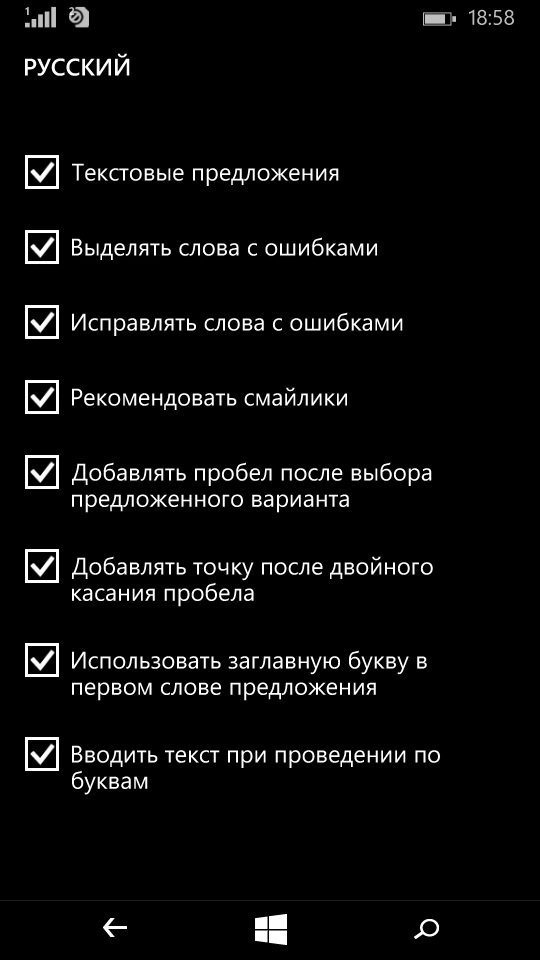 1
18:58
РУССКИЙ
Текстовые предложения
Выделять слова с ошибками
Исправлять слова с ошибками
Рекомендовать смайлики
Добавлять пробел после выбора
предложенного варианта
Добавлять точку после двойного
касания пробела
Использовать заглавную букву в
первом слове предложения
Вводить текст при проведении по
буквам